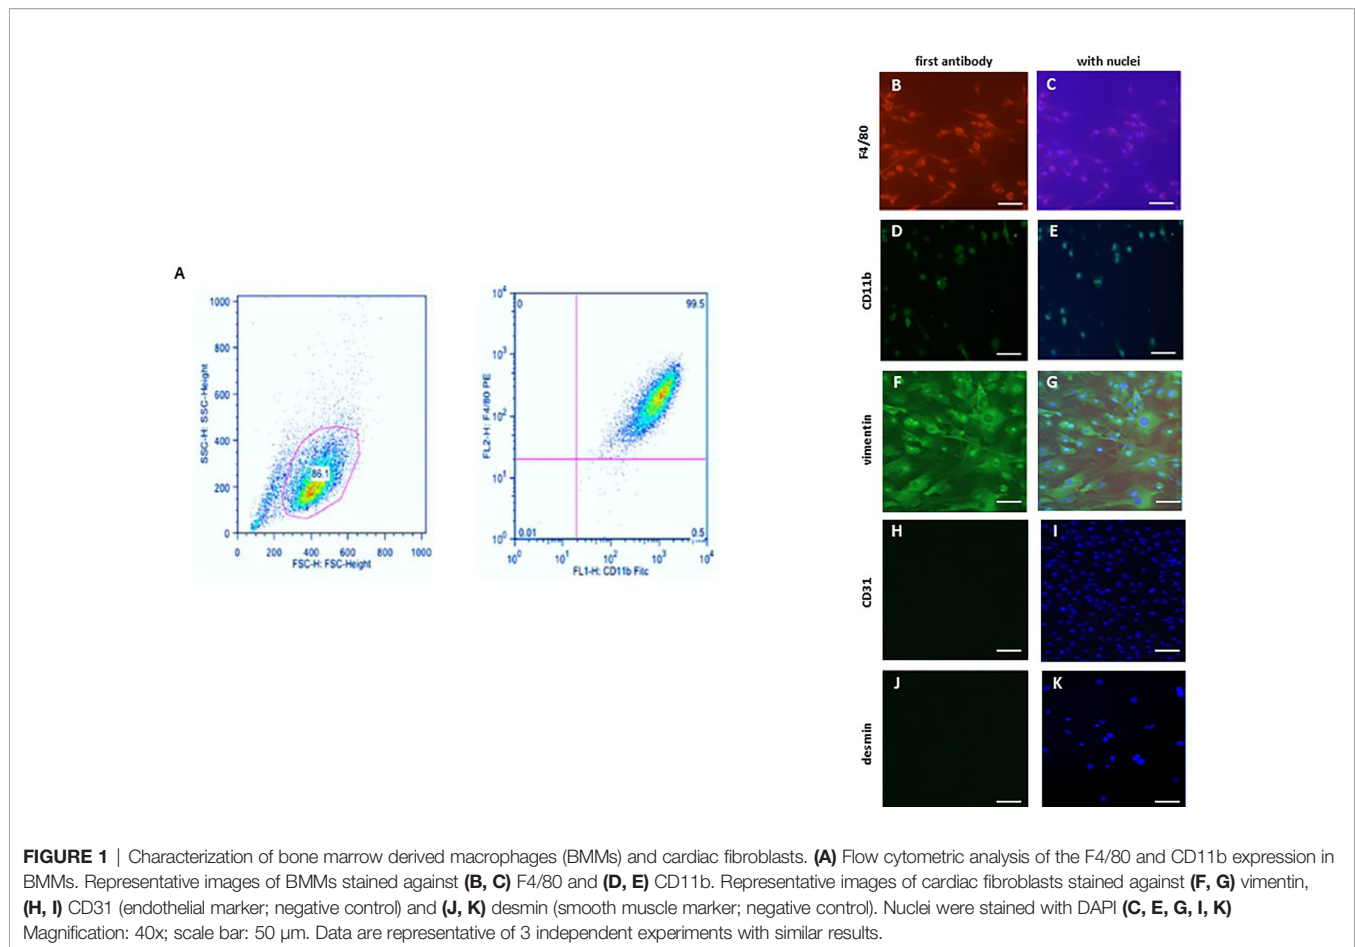 first antibody with nuclei
B C
F4/80
D E
CD11b
F G
vimentin
H I
CD31
J K
desmin
A
1000
800
600
400
200
0
SSC-H: SSC-Height
86.1
0 200 400 600 800 1000
FSC-H: FSC-Height
10⁴
10³
10²
10¹
10⁰
FL2-H: F4/80 PE
0 99.5
0.01 0.5
10⁰ 10¹ 10² 10³ 10⁴
FL1-H: CD11b Fitc
FIGURE 1 | Characterization of bone marrow derived macrophages (BMMs) and cardiac fibroblasts. (A) Flow cytometric analysis of the F4/80 and CD11b expression in
BMMs. Representative images of BMMs stained against (B, C) F4/80 and (D, E) CD11b. Representative images of cardiac fibroblasts stained against (F, G) vimentin,
(H, I) CD31 (endothelial marker; negative control) and (J, K) desmin (smooth muscle marker; negative control). Nuclei were stained with DAPI (C, E, G, I, K)
Magnification: 40x; scale bar: 50 µm. Data are representative of 3 independent experiments with similar results.